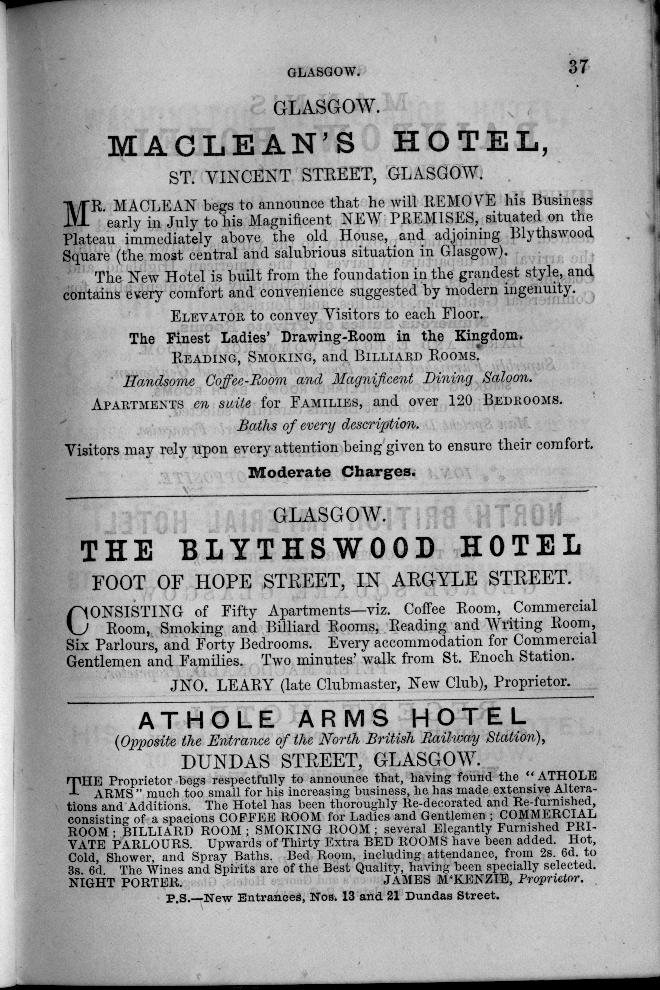 GLASGOW.
37
GLASGOW.
MACLEAN'S HOTEL,
ST. VINCENT STREET, GLASGOW.
MR. MACLEAN begs to announce that he will REMOVE his Business
early in July to his Magnificent NEW PREMISES, situated on the
Plateau immediately above the old House, and adjoining Blythswood
Square (the most central and salubrious situation in Glasgow).
The New Hotel is built from the foundation in the grandest style, and
contains every comfort and convenience suggested by modern ingenuity.
ELEVATOR to convey Visitors to each Floor.
The Finest Ladies' Drawing-Room in the Kingdom.
READING, SMOKING, and BILLIARD ROOMS.
Handsome Coffee-Room and Magnificent Dining Saloon.
APARTMENTS en suite for FAMILIES, and over 120 BEDROOMS.
Baths of every description.
Visitors may rely upon every attention being given to ensure their comfort.
Moderate Charges.
GLASGOW.
THE BLYTHSWOOD HOTEL
FOOT OF HOPE STREET, IN ARGYLE STREET.
CONSISTING of Fifty Apartments—viz. Coffee Room, Commercial
Room, Smoking and Billiard Rooms, Reading and Writing Room,
Six Parlours, and Forty Bedrooms. Every accommodation for Commercial
Gentlemen and Families. Two minutes' walk from St. Enoch Station.
JNO. LEARY (late Clubmaster, New Club), Proprietor.
ATHOLE ARMS HOTEL
(Opposite the Entrance of the North British Railway Station),
DUNDAS STREET, GLASGOW.
THE Proprietor begs respectfully to announce that, having found the "ATHOLE
ARMS" much too small for his increasing business, he has made extensive Altera-
tions and Additions. The Hotel has been thoroughly Re-decorated and Re-furnished,
consisting of a spacious COFFEE ROOM for Ladies and Gentlemen; COMMERCIAL
ROOM; BILLIARD ROOM; SMOKING ROOM; several Elegantly Furnished PRI-
VATE PARLOURS. Upwards of Thirty Extra BED ROOMS have been added. Hot,
Cold, Shower, and Spray Baths. Bed Room, including attendance, from 2s. 6d. to
3s. 6d. The Wines and Spirits are of the Best Quality, having been specially selected.
NIGHT PORTER. JAMES M'KENZIE, Proprietor.
P.S.—New Entrances, Nos. 13 and 21 Dundas Street.